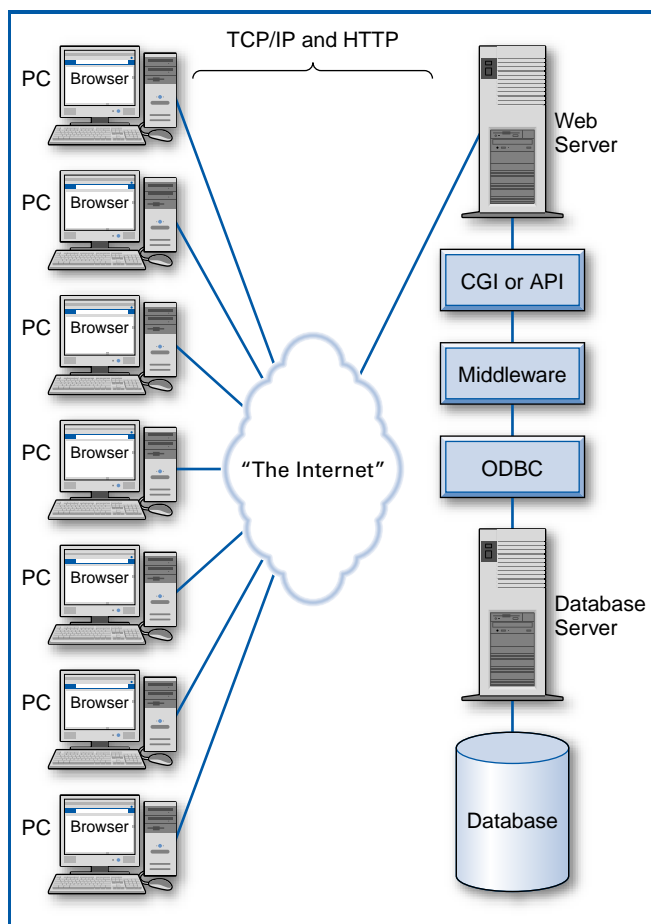 TCP/IP and HTTP
PC
Browser
PC
Browser
PC
Browser
PC
Browser
PC
Browser
PC
Browser
PC
Browser
“The Internet”
Web
Server
CGI or API
Middleware
ODBC
Database
Server
Database